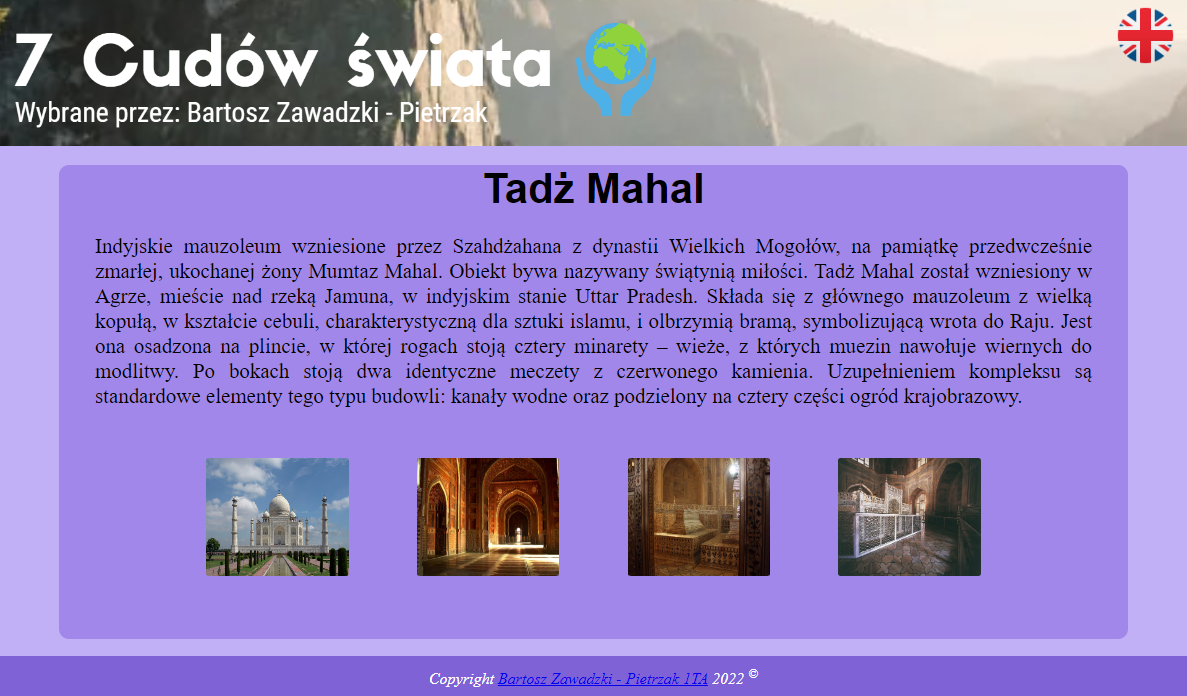 7 Cudów świata
Wybrane przez: Bartosz Zawadzki - Pietrzak
Tadż Mahal
Indyjskie mauzoleum wzniesione przez Szahdżahana z dynastii Wielkich Mogołów, na pamiątkę przedwcześnie
zmarłej, ukochanej żony Mumtaz Mahal. Obiekt bywa nazywany świątynią miłości. Tadż Mahal został wzniesiony w
Agrze, mieście nad rzeką Jamuna, w indyjskim stanie Uttar Pradesh. Składa się z głównego mauzoleum z wielką
kopułą, w kształcie cebuli, charakterystyczną dla sztuki islamu, i olbrzymią bramą, symbolizującą wrota do Raju. Jest
ona osadzona na plincie, w której rogach stoją cztery minarety – wieże, z których muezin nawołuje wiernych do
modlitwy. Po bokach stoją dwa identyczne meczety z czerwonego kamienia. Uzupełnieniem kompleksu są
standardowe elementy tego typu budowli: kanały wodne oraz podzielony na cztery części ogród krajobrazowy.
Copyright Bartosz Zawadzki - Pietrzak 1TA 2022 ©